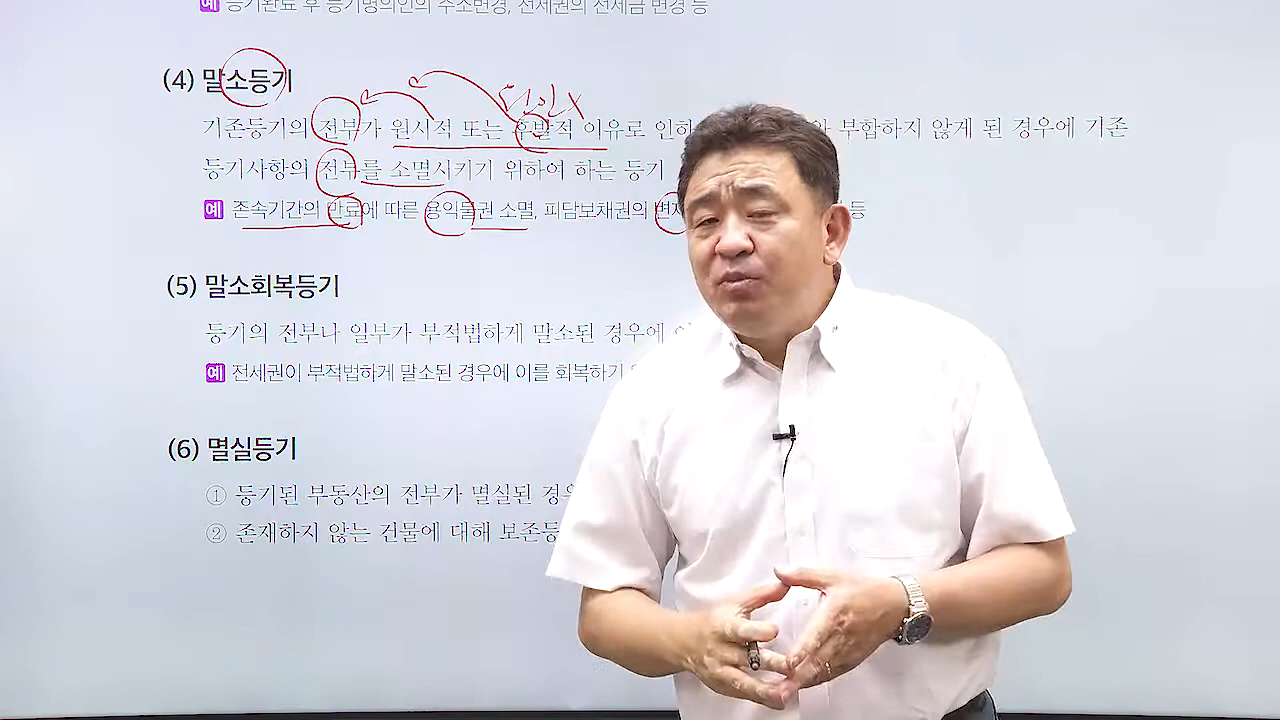 예 등기완료 후 등기명의인의 주소변경, 전세권의 전세금 변경 등
(4) 말소등기
단인X
기존등기의 전부가 원시적 또는 후발적 이유로 인하 부합하지 않게 된 경우에 기존
등기사항의 전부를 소멸시키기 위하여 하는 등기
예 존속기간의 만료에 따른 용익물권 소멸, 피담보채권의 변 등
(5) 말소회복등기
등기의 전부나 일부가 부적법하게 말소된 경우에
예 전세권이 부적법하게 말소된 경우에 이를 회복하기
(6) 멸실등기
① 등기된 부동산의 전부가 멸실된 경우
② 존재하지 않는 건물에 대해 보존등